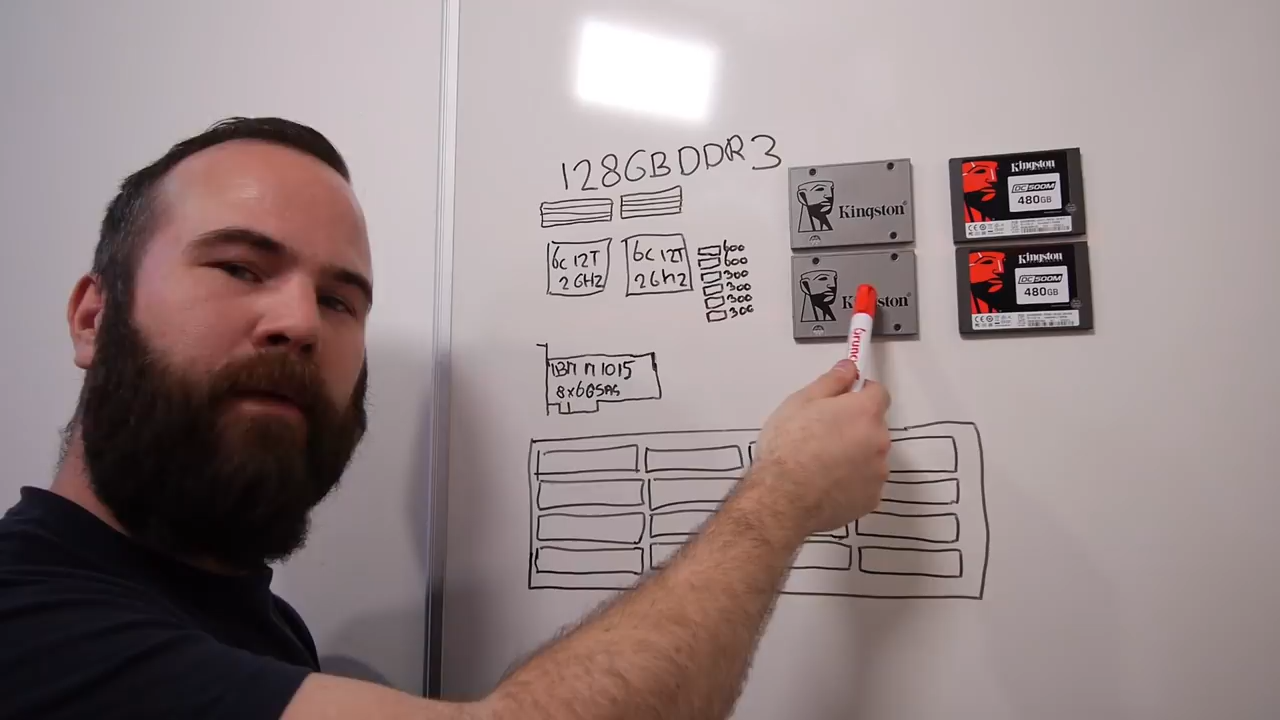 128GB DDR3
6C 12T
2GHZ
6C 12T
2GHZ
600
600
300
300
300
300
IBM M1015
8x6GSAS
Kingston
Kingston
Kingston
DC500M
480GB
Kingston
DC500M
480GB